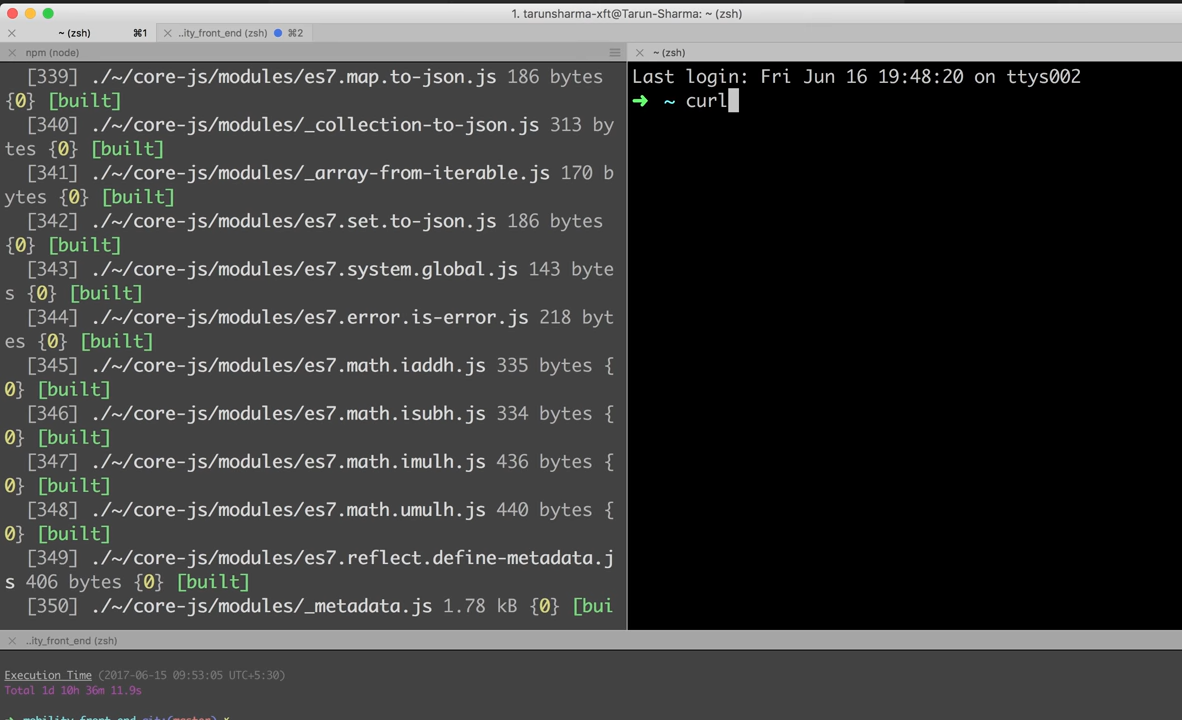 1. tarunsharma-xft@Tarun-Sharma: ~ (zsh)
~ (zsh) ⌘1
..ity_front_end (zsh) ⌘2
npm (node)
[339] ./~/core-js/modules/es7.map.to-json.js 186 bytes
{0} [built]
[340] ./~/core-js/modules/_collection-to-json.js 313 by
tes {0} [built]
[341] ./~/core-js/modules/_array-from-iterable.js 170 b
ytes {0} [built]
[342] ./~/core-js/modules/es7.set.to-json.js 186 bytes
{0} [built]
[343] ./~/core-js/modules/es7.system.global.js 143 byte
s {0} [built]
[344] ./~/core-js/modules/es7.error.is-error.js 218 byt
es {0} [built]
[345] ./~/core-js/modules/es7.math.iaddh.js 335 bytes {
0} [built]
[346] ./~/core-js/modules/es7.math.isubh.js 334 bytes {
0} [built]
[347] ./~/core-js/modules/es7.math.imulh.js 436 bytes {
0} [built]
[348] ./~/core-js/modules/es7.math.umulh.js 440 bytes {
0} [built]
[349] ./~/core-js/modules/es7.reflect.define-metadata.j
s 406 bytes {0} [built]
[350] ./~/core-js/modules/_metadata.js 1.78 kB {0} [bui
~ (zsh)
Last login: Fri Jun 16 19:48:20 on ttys002
➜ ~ curl
..ity_front_end (zsh)
Execution Time (2017-06-15 09:53:05 UTC+5:30)
Total 1d 10h 36m 11.9s
➜ mobility_front_end git:(master) ✗